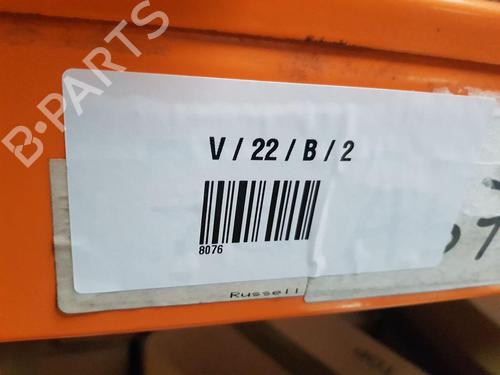 B-PARTS
V / 22 / B / 2
8076
Russell